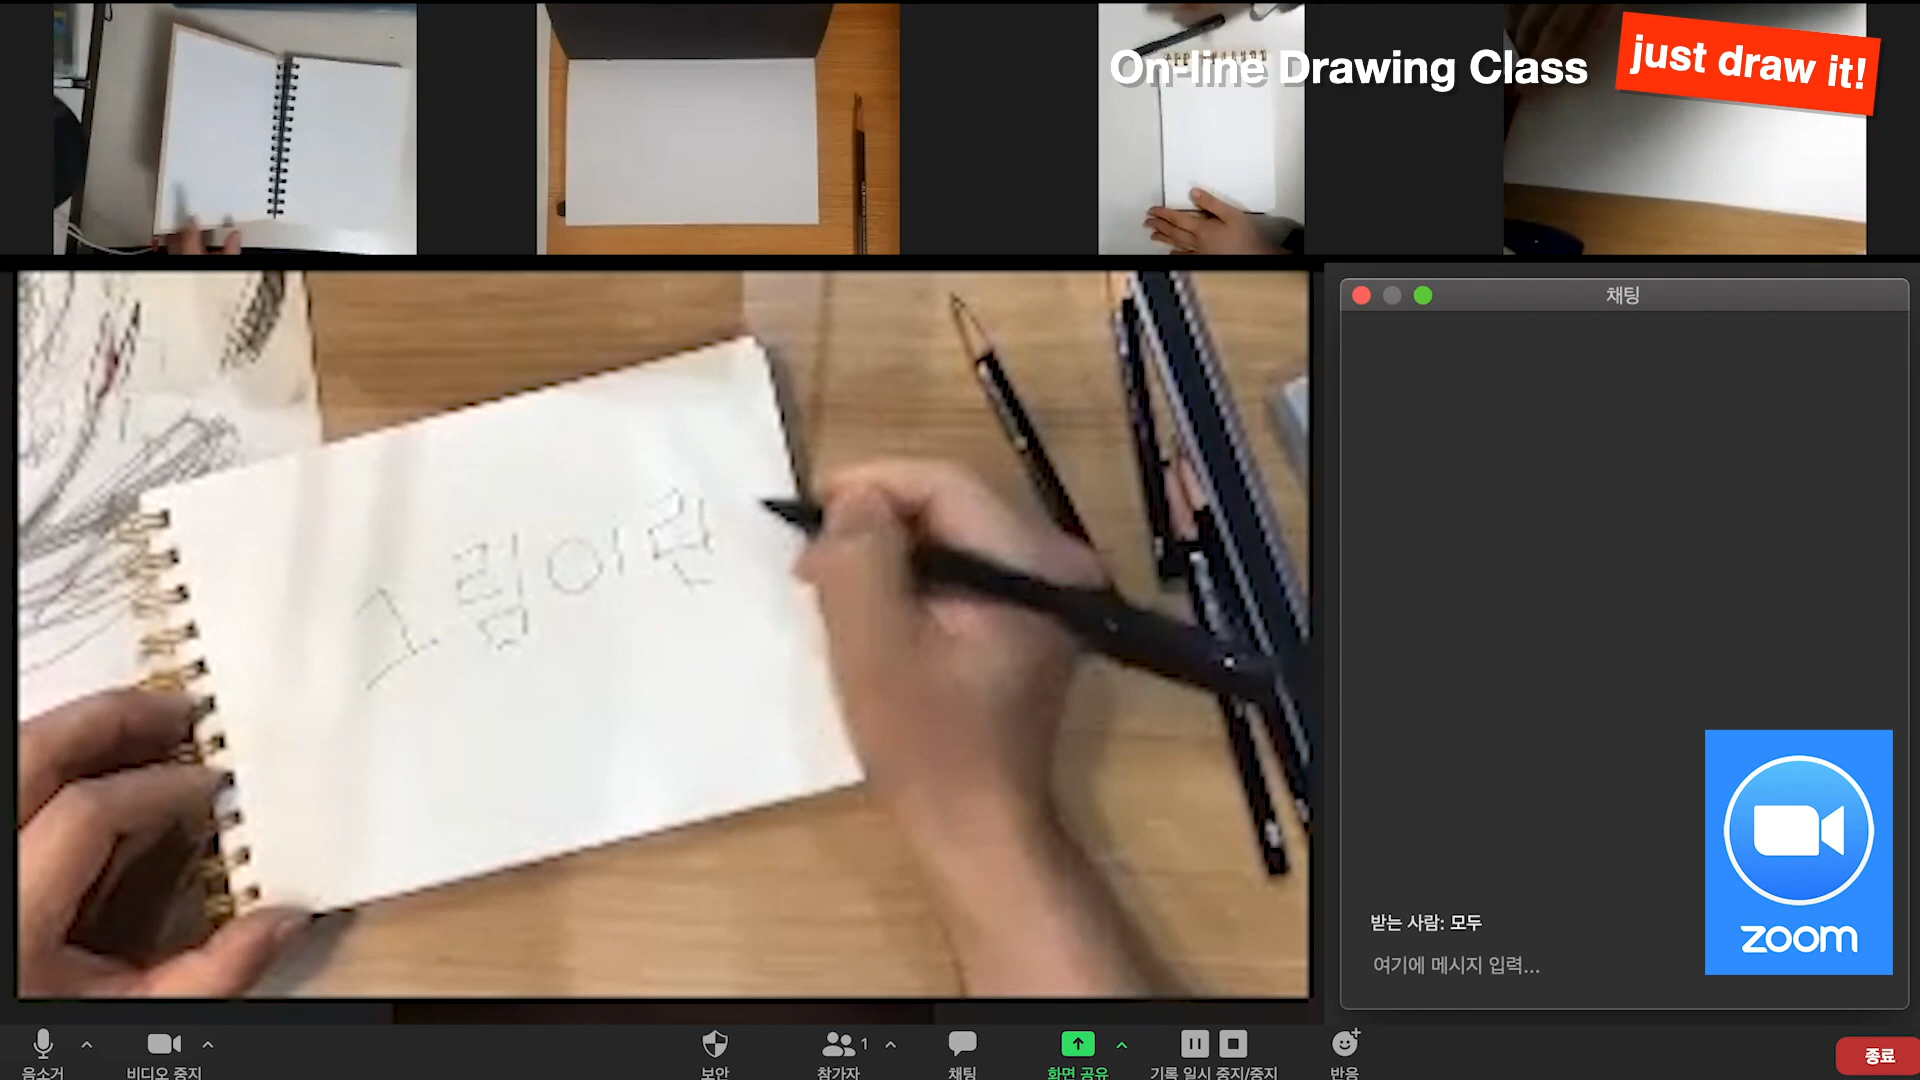 On-line Drawing Class
just draw it!
채팅
그림이란
받는 사람: 모두
여기에 메시지 입력...
zoom
1
음소거
비디오 중지
보안
참가자
채팅
화면 공유
기록 일시 중지/중지
반응
종료